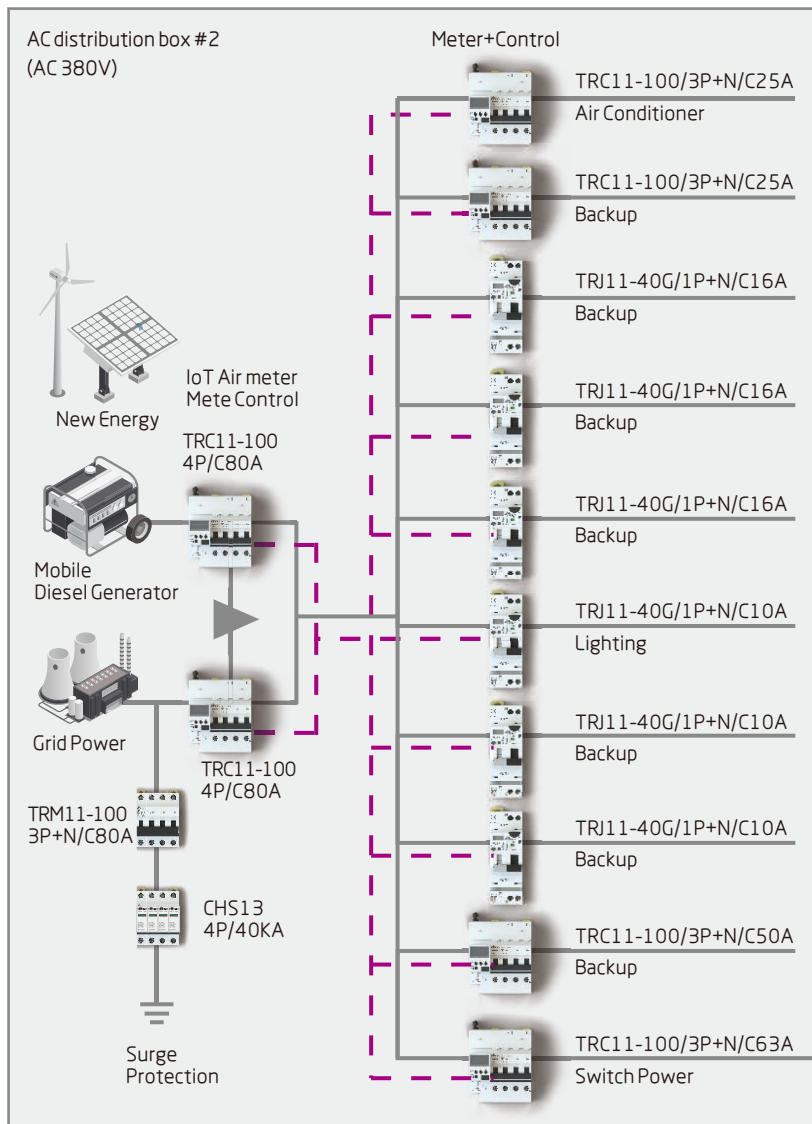 AC distribution box #2
(AC 380V)
Meter+Control
TRC11-100/3P+N/C25A
Air Conditioner
TRC11-100/3P+N/C25A
Backup
TRJ11-40G/1P+N/C16A
Backup
TRJ11-40G/1P+N/C16A
Backup
TRJ11-40G/1P+N/C16A
Backup
TRJ11-40G/1P+N/C10A
Lighting
TRJ11-40G/1P+N/C10A
Backup
TRJ11-40G/1P+N/C10A
Backup
TRC11-100/3P+N/C50A
Backup
TRC11-100/3P+N/C63A
Switch Power
New Energy
IoT Air meter
Mete Control
TRC11-100
4P/C80A
Mobile
Diesel Generator
Grid Power
TRC11-100
4P/C80A
TRM11-100
3P+N/C80A
CHS13
4P/40KA
Surge
Protection